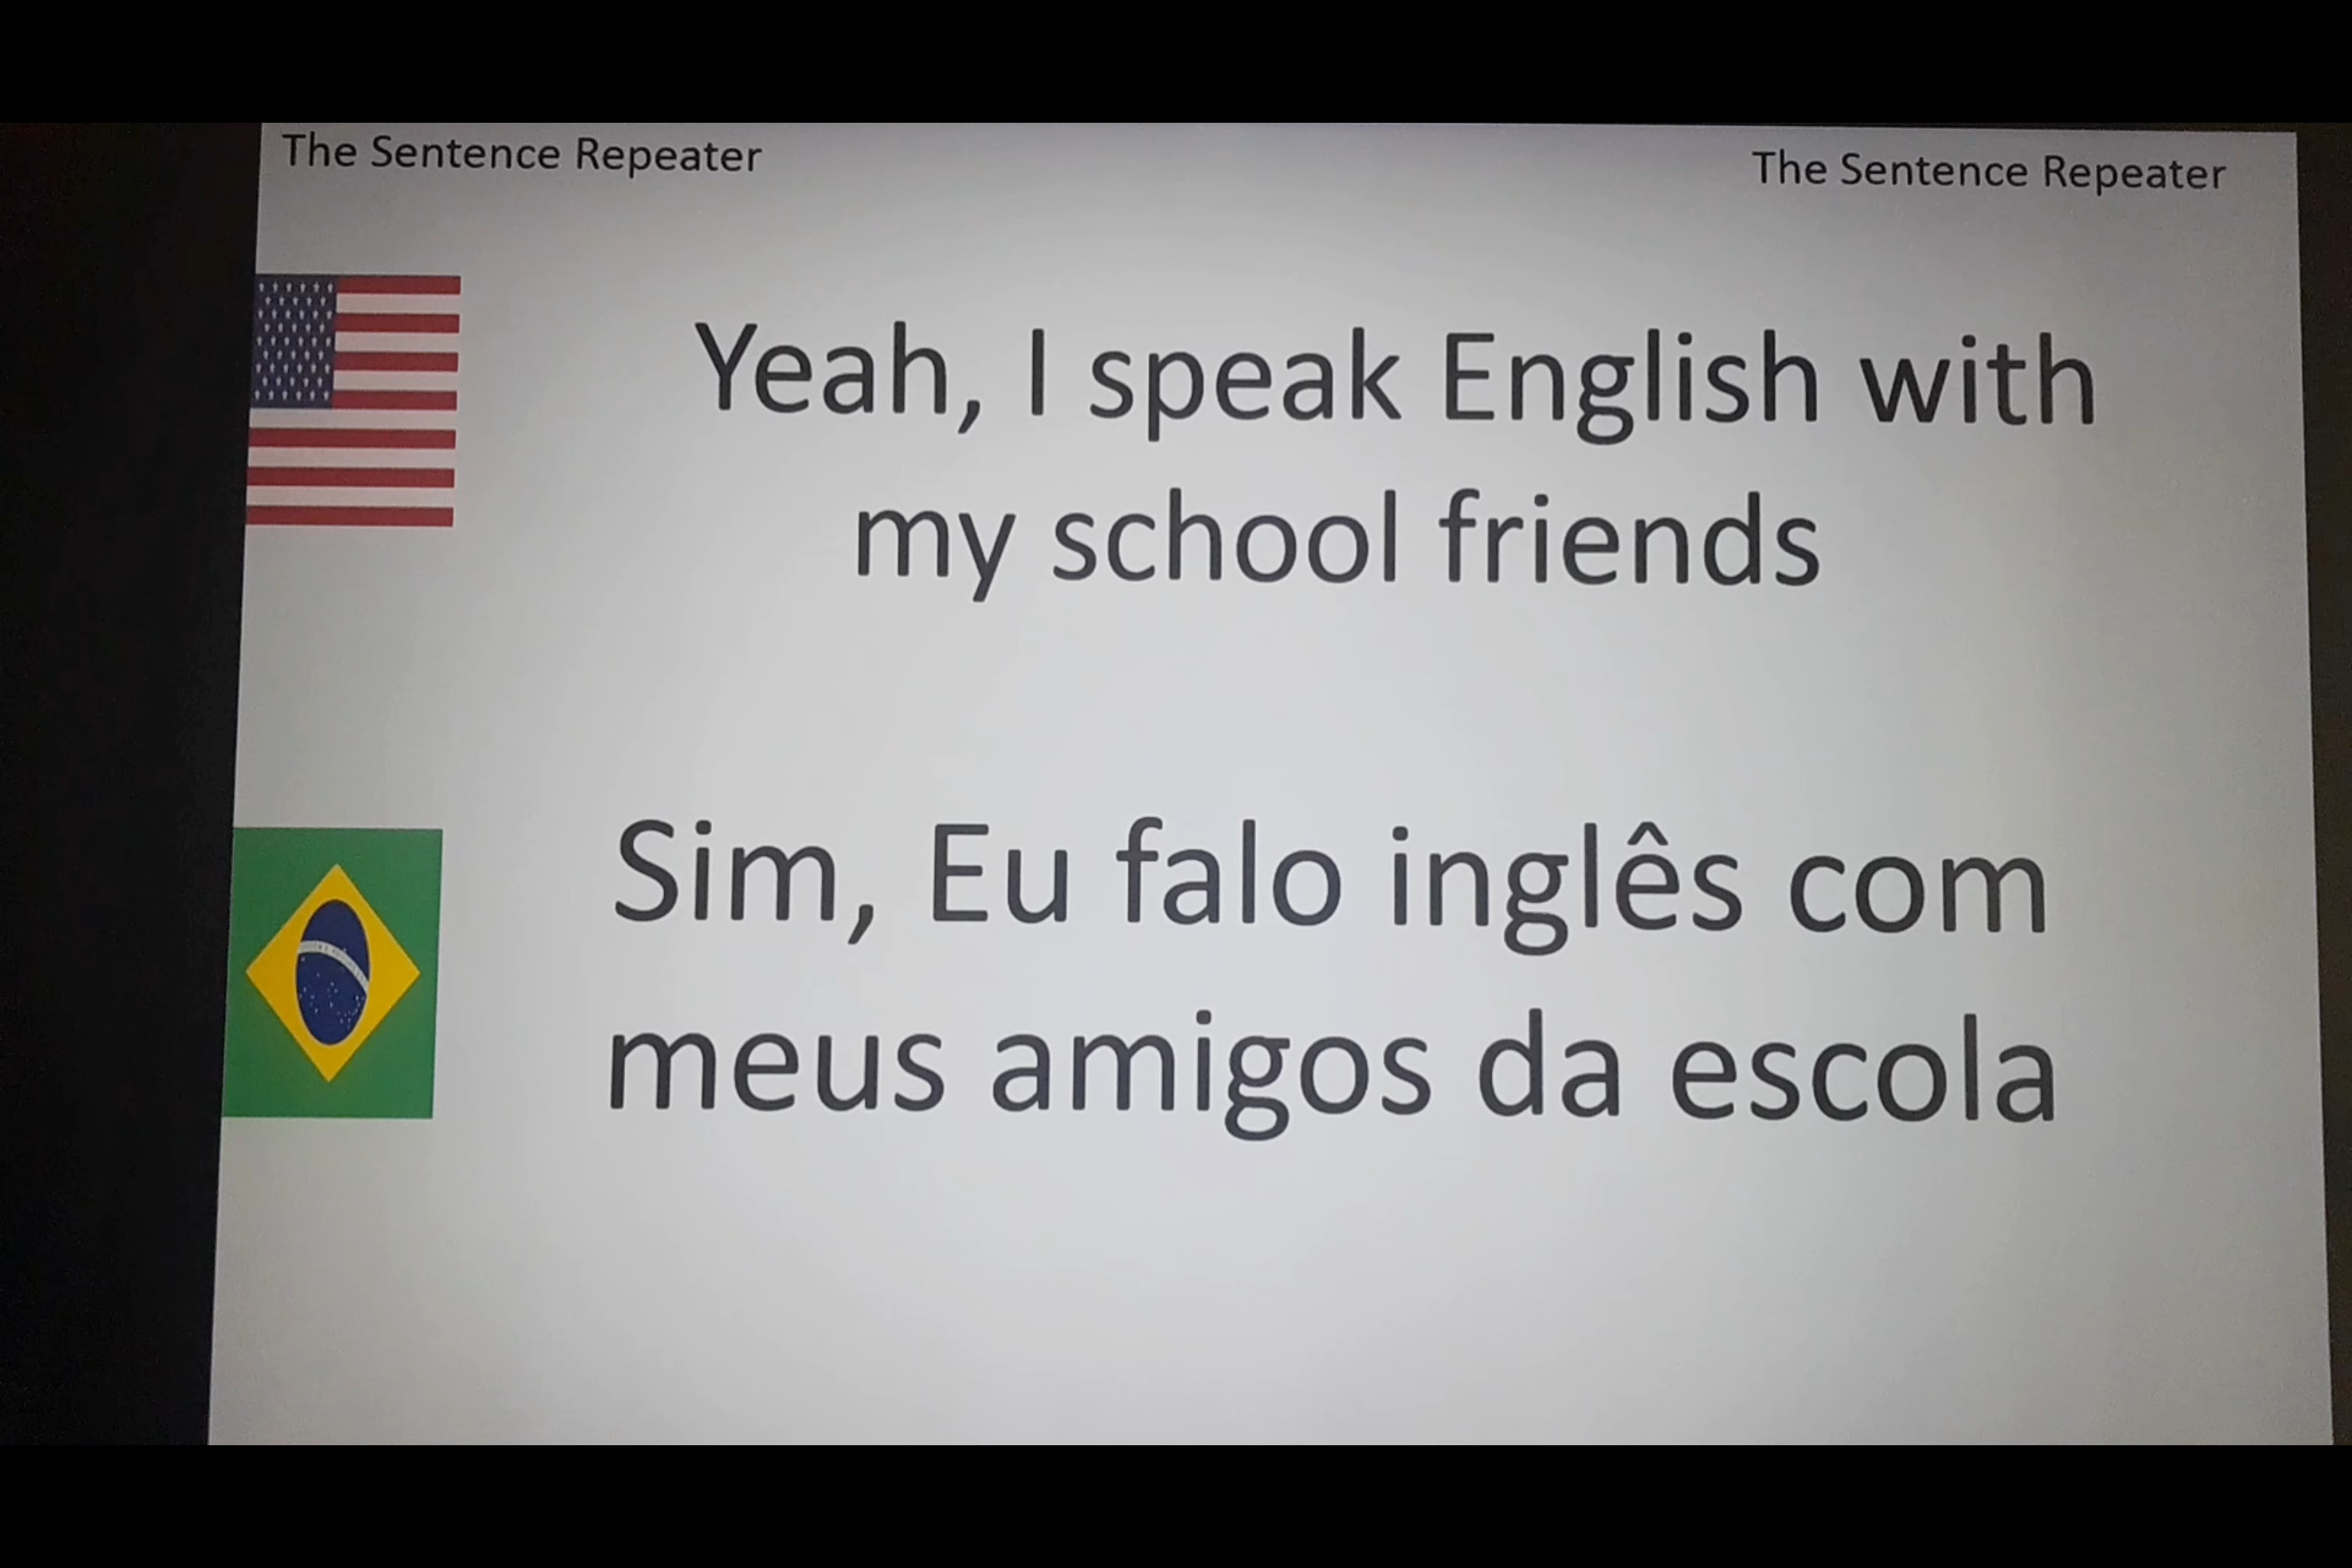 The Sentence Repeater
The Sentence Repeater
Yeah, I speak English with
my school friends
Sim, Eu falo inglês com
meus amigos da escola